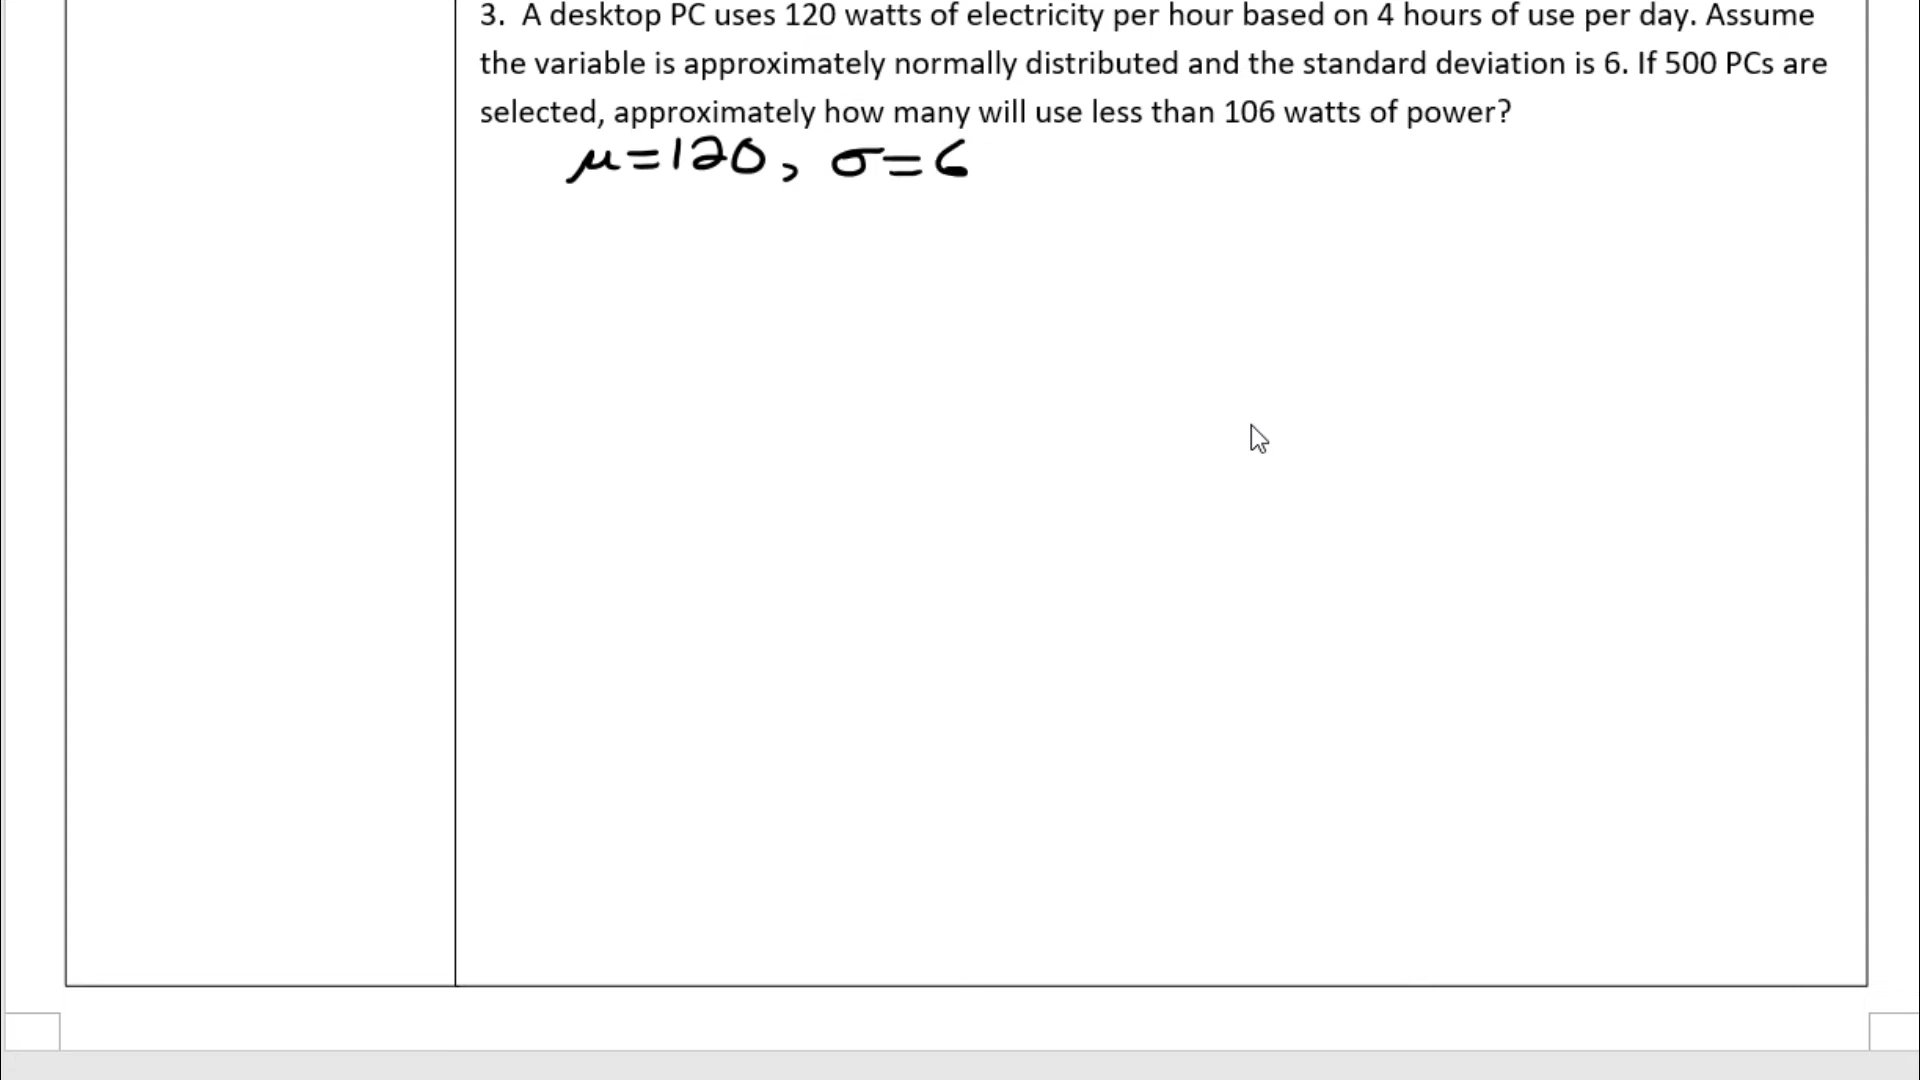 3. A desktop PC uses 120 watts of electricity per hour based on 4 hours of use per day. Assume
the variable is approximately normally distributed and the standard deviation is 6. If 500 PCs are
selected, approximately how many will use less than 106 watts of power?
μ=120, σ=6